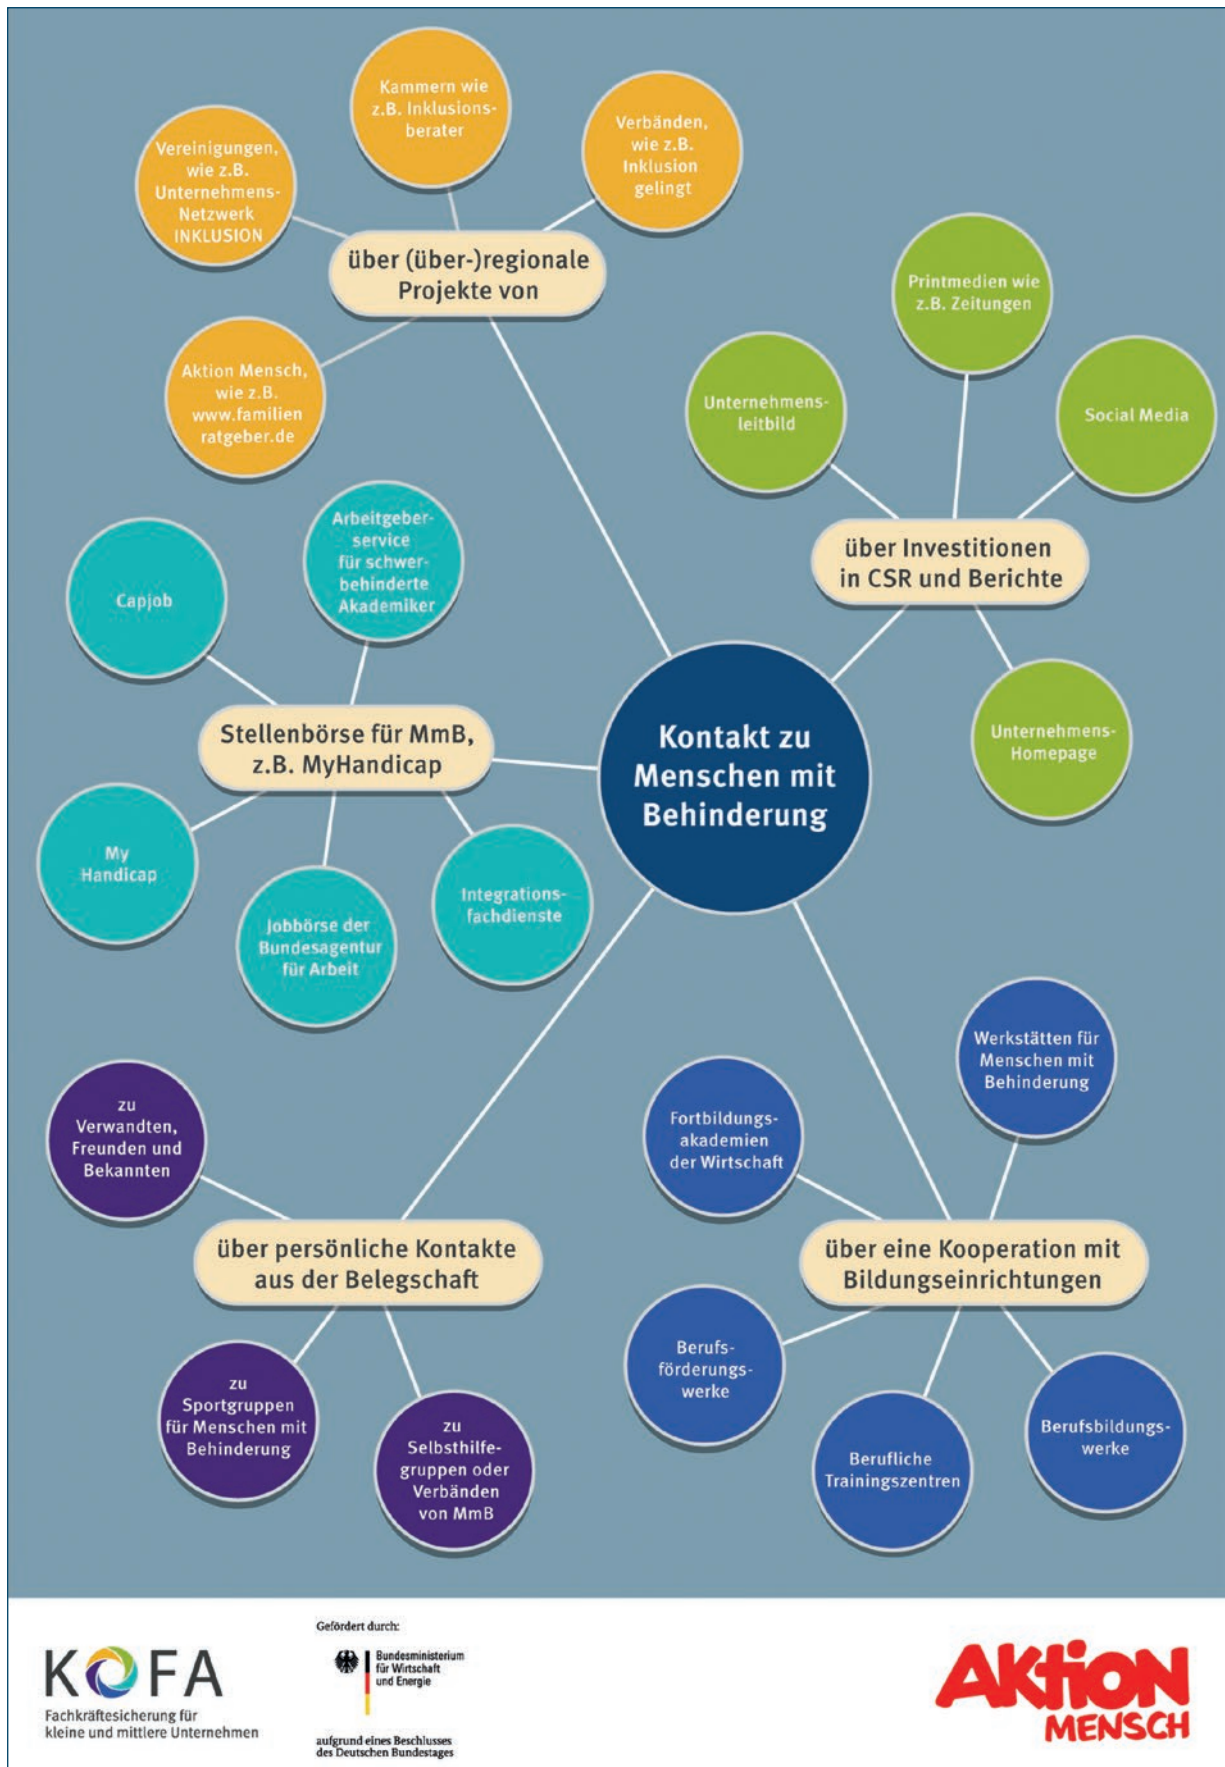 Kammern wie
z.B. Inklusions-
berater
Vereinigungen,
wie z.B.
Unternehmens-
Netzwerk
INKLUSION
Verbänden,
wie z.B.
Inklusion
gelingt
über (über-)regionale
Projekte von
Aktion Mensch,
wie z.B.
www.familien
ratgeber.de
Printmedien wie
z.B. Zeitungen
Unternehmens-
leitbild
Social Media
über Investitionen
in CSR und Berichte
Unternehmens-
Homepage
Arbeitgeber-
service
für schwer-
behinderte
Akademiker
Capjob
Stellenbörse für MmB,
z.B. MyHandicap
My
Handicap
Jobbörse der
Bundesagentur
für Arbeit
Integrations-
fachdienste
Kontakt zu
Menschen mit
Behinderung
zu
Verwandten,
Freunden und
Bekannten
über persönliche Kontakte
aus der Belegschaft
zu
Sportgruppen
für Menschen mit
Behinderung
zu
Selbsthilfe-
gruppen oder
Verbänden
von MmB
Werkstätten für
Menschen mit
Behinderung
Fortbildungs-
akademien
der Wirtschaft
über eine Kooperation mit
Bildungseinrichtungen
Berufs-
förderungs-
werke
Berufliche
Trainingszentren
Berufsbildungs-
werke
KOFA
Fachkräftesicherung für
kleine und mittlere Unternehmen
Gefördert durch:
Bundesministerium
für Wirtschaft
und Energie
aufgrund eines Beschlusses
des Deutschen Bundestages
AKTION
MENSCH